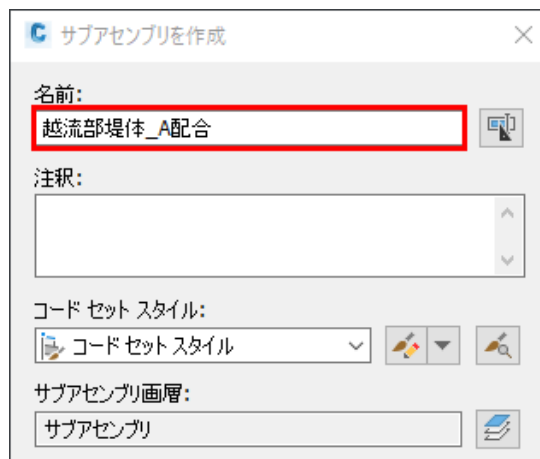 サブアセンブリを作成
名前:
越流部堤体_A配合
注釈:
コード セット スタイル:
コード セット スタイル
サブアセンブリ画層:
サブアセンブリ